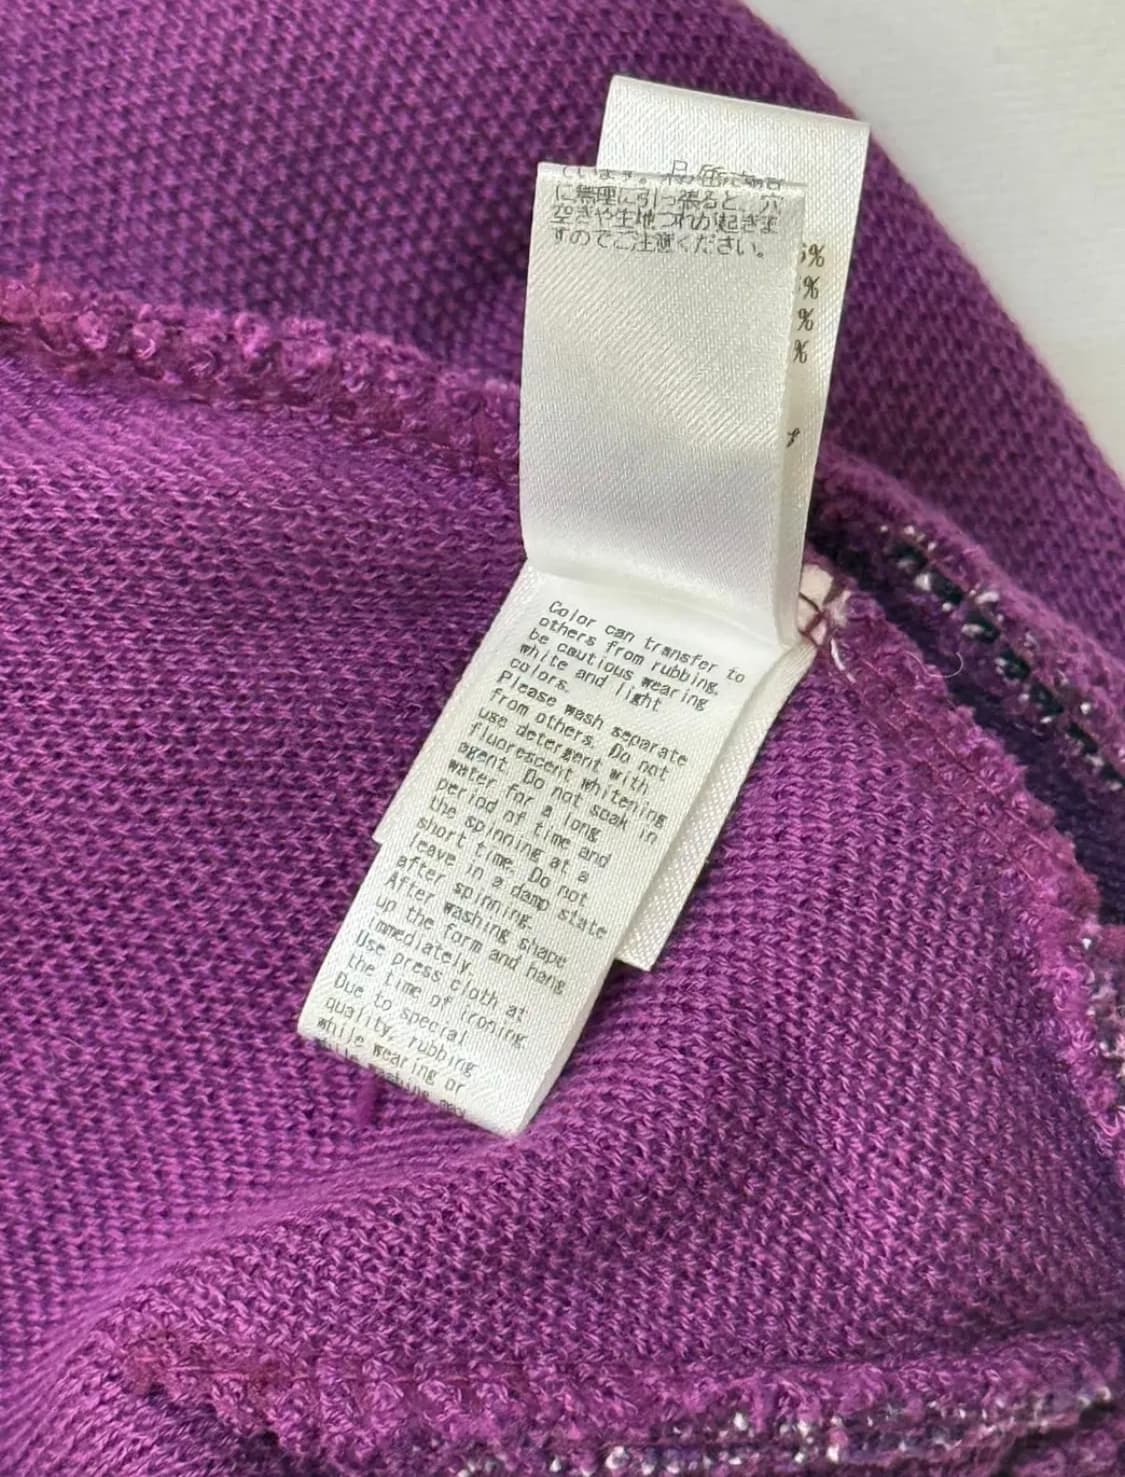 品番
に無理に引っ張ると、穴
空きや生地つれが起きま
すのでご注意ください。
%
%
%
%
Color can transfer to
others from rubbing,
be cautious wearing
white and light
colors.
Please wash separate
from others. Do not
use detergent with
fluorescent whitening
agent. Do not soak in
water for a long
period of time and
the spinning at a
short time. Do not
leave in a damp state
after spinning.
After washing shape
up the form and hang
immediately.
Use press cloth at
the time of ironing.
Due to special
quality, rubbing
while wearing or
while washing may